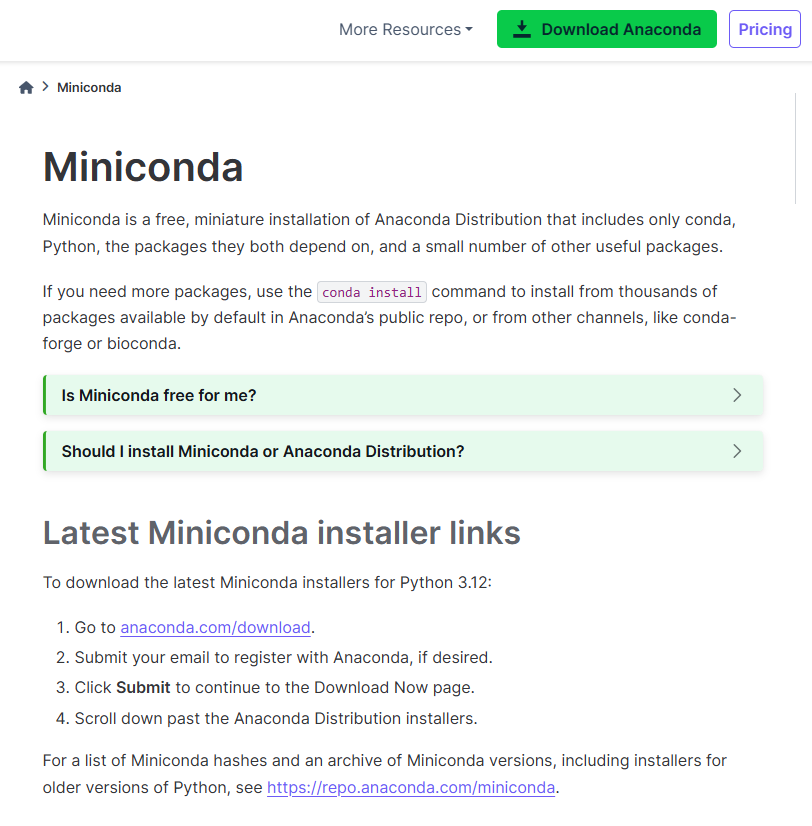 More Resources
Download Anaconda
Pricing
Miniconda
Miniconda
Miniconda is a free, miniature installation of Anaconda Distribution that includes only conda,
Python, the packages they both depend on, and a small number of other useful packages.
If you need more packages, use the conda install command to install from thousands of
packages available by default in Anaconda’s public repo, or from other channels, like conda-
forge or bioconda.
Is Miniconda free for me?
Should I install Miniconda or Anaconda Distribution?
Latest Miniconda installer links
To download the latest Miniconda installers for Python 3.12:
1. Go to anaconda.com/download.
2. Submit your email to register with Anaconda, if desired.
3. Click Submit to continue to the Download Now page.
4. Scroll down past the Anaconda Distribution installers.
For a list of Miniconda hashes and an archive of Miniconda versions, including installers for
older versions of Python, see https://repo.anaconda.com/miniconda.